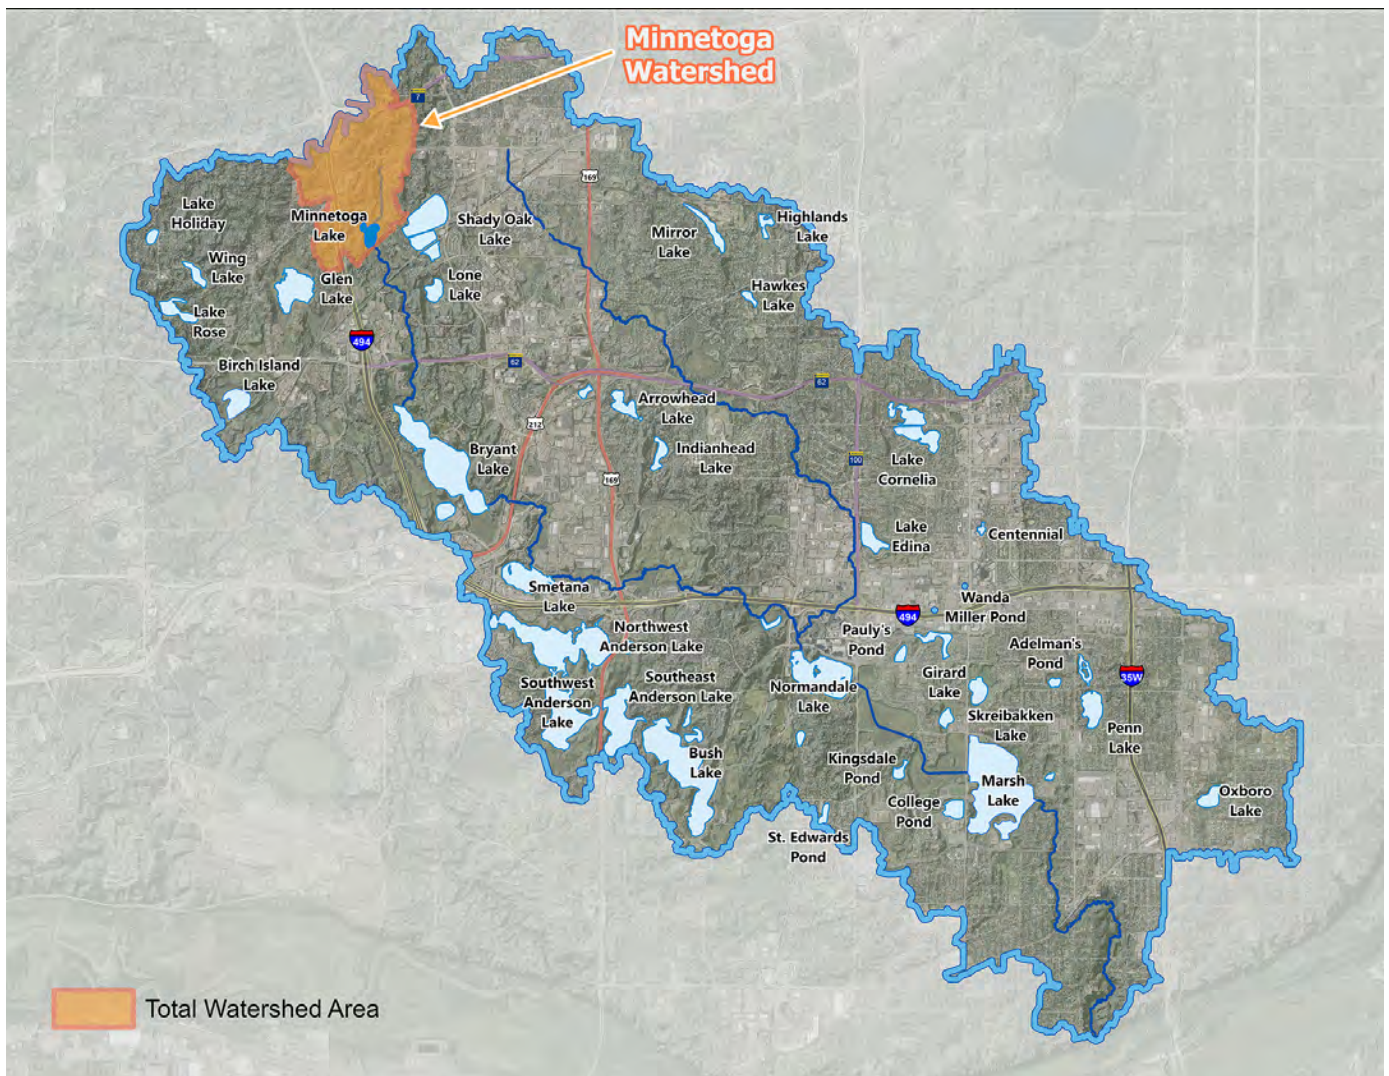 Minnetoga
Watershed
7
169
Lake
Holiday
Minnetoga
Lake
Shady Oak
Lake
Mirror
Lake
Highlands
Lake
Wing
Lake
Glen
Lake
Lone
Lake
Hawkes
Lake
Lake
Rose
494
Birch Island
Lake
62
62
Arrowhead
Lake
212
Bryant
Lake
Indianhead
Lake
100
Lake
Cornelia
169
Lake
Edina
Centennial
Smetana
Lake
Wanda
Miller Pond
494
Northwest
Anderson Lake
Pauly's
Pond
Adelman's
Pond
Southwest
Anderson
Lake
Southeast
Anderson Lake
Normandale
Lake
Girard
Lake
35W
Skreibakken
Lake
Penn
Lake
Bush
Lake
Kingsdale
Pond
Marsh
Lake
Oxboro
Lake
College
Pond
St. Edwards
Pond
Total Watershed Area